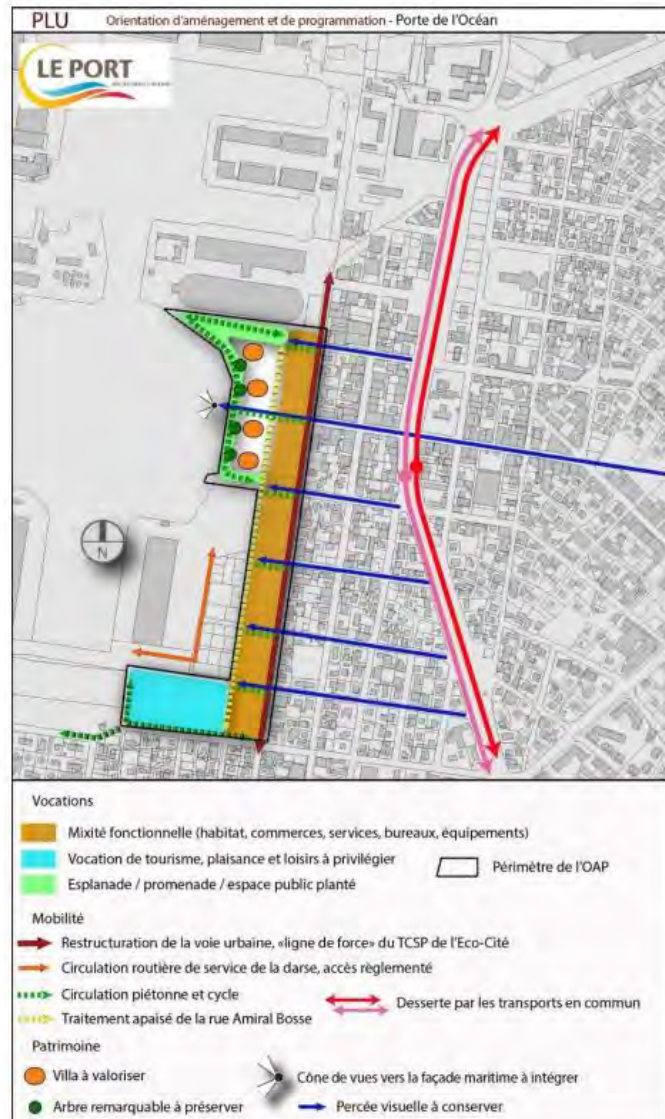 PLU Orientation d'aménagement et de programmation - Porte de l'Océan
LE PORT
N
Vocations
Mixité fonctionnelle (habitat, commerces, services, bureaux, équipements)
Vocation de tourisme, plaisance et loisirs à privilégier
Périmètre de l'OAP
Esplanade / promenade / espace public planté
Mobilité
Restructuration de la voie urbaine, «ligne de force» du TCSP de l'Eco-Cité
Circulation routière de service de la darse, accès règlementé
Circulation piétonne et cycle
Desserte par les transports en commun
Traitement apaisé de la rue Amiral Bosse
Patrimoine
Villa à valoriser
Cône de vues vers la façade maritime à intégrer
Arbre remarquable à préserver
Percée visuelle à conserver